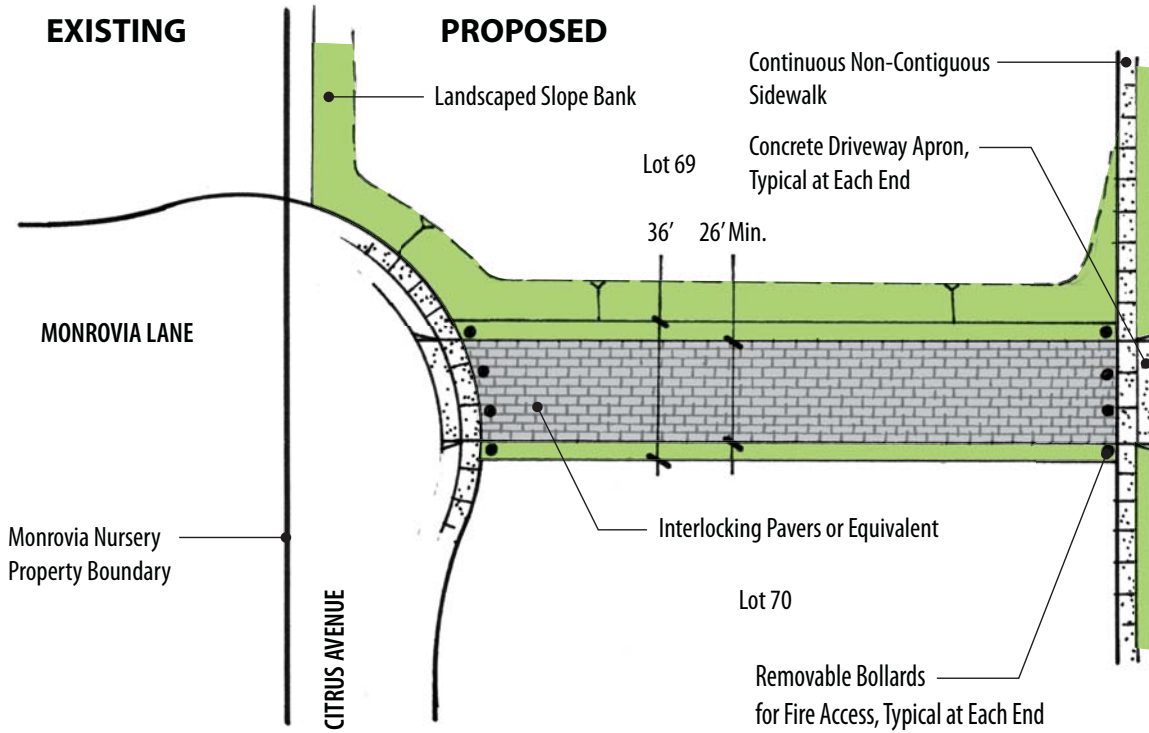 EXISTING
PROPOSED
Landscaped Slope Bank
Continuous Non-Contiguous
Sidewalk
Concrete Driveway Apron,
Typical at Each End
Lot 69
36’
26’ Min.
MONROVIA LANE
Monrovia Nursery
Property Boundary
CITRUS AVENUE
Interlocking Pavers or Equivalent
Lot 70
Removable Bollards
for Fire Access, Typical at Each End